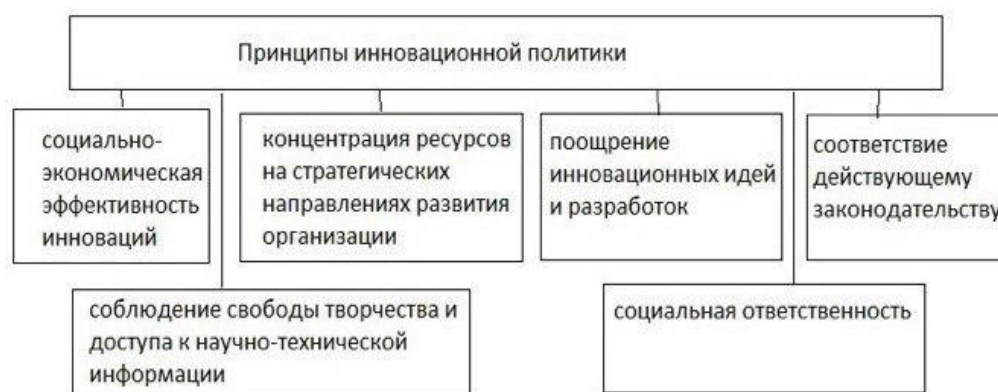 Принципы инновационной политики
социально-
экономическая
эффективность
инноваций
концентрация ресурсов
на стратегических
направлениях развития
организации
поощрение
инновационных идей
и разработок
соответствие
действующему
законодательству
соблюдение свободы творчества и
доступа к научно-технической
информации
социальная ответственность